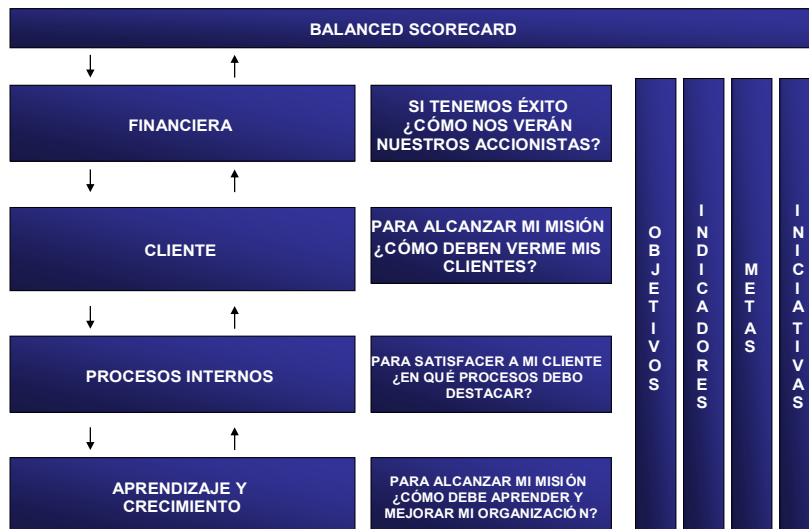 BALANCED SCORECARD
FINANCIERA
SI TENEMOS ÉXITO
¿CÓMO NOS VERÁN
NUESTROS ACCIONISTAS?
CLIENTE
PARA ALCANZAR MI MISIÓN
¿CÓMO DEBEN VERME MIS
CLIENTES?
PROCESOS INTERNOS
PARA SATISFACER A MI CLIENTE
¿EN QUÉ PROCESOS DEBO
DESTACAR?
APRENDIZAJE Y
CRECIMIENTO
PARA ALCANZAR MI MISIÓN
¿CÓMO DEBE APRENDER Y
MEJORAR MI ORGANIZACIÓN?
OBJETIVOS
INDICADORES
METAS
INICIATIVAS